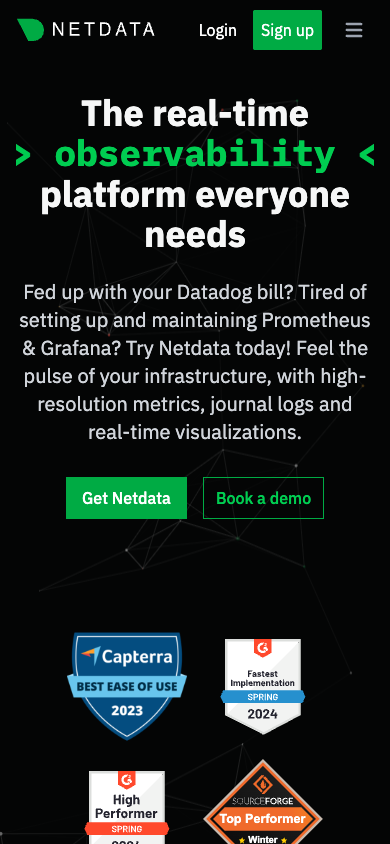 NETDATA
Login
Sign up
The real-time
> observability <
platform everyone
needs
Fed up with your Datadog bill? Tired of
setting up and maintaining Prometheus
& Grafana? Try Netdata today! Feel the
pulse of your infrastructure, with high-
resolution metrics, journal logs and
real-time visualizations.
Get Netdata
Book a demo
Capterra
BEST EASE OF USE
2023
G2
Fastest
Implementation
SPRING
2024
G2
High
Performer
SPRING
2024
SOURCEFORGE
Top Performer
★ Winter ★